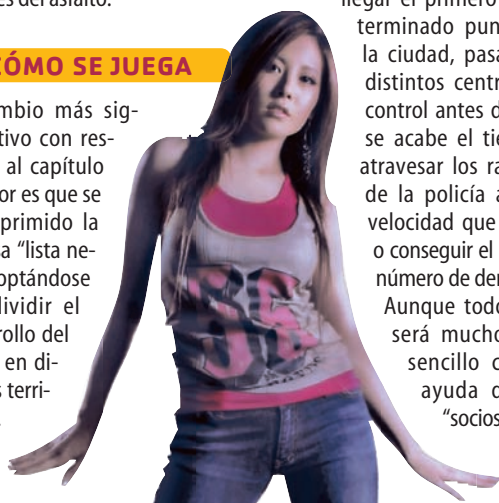 es del asfalto.
CÓMO SE JUEGA
mbio más sig-
tivo con res-
al capítulo
or es que se
primido la
sa “lista ne-
optándose
ividir el
rollo del
en di-
s terri-
llegar el primero
terminado pun
la ciudad, pasa
distintos centr
control antes d
se acabe el tie
atravesar los ra
de la policía a
velocidad que
o conseguir el
número de der
Aunque todo
será mucho
sencillo c
ayuda d
“socios